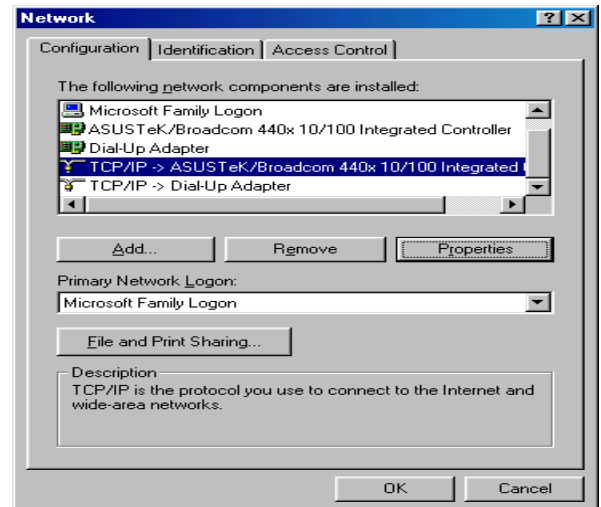 Network
Configuration Identification Access Control
The following network components are installed:
Microsoft Family Logon
ASUSTeK/Broadcom 440x 10/100 Integrated Controller
Dial-Up Adapter
TCP/IP -> ASUSTeK/Broadcom 440x 10/100 Integrated
TCP/IP -> Dial-Up Adapter
Add... Remove Properties
Primary Network Logon:
Microsoft Family Logon
File and Print Sharing...
Description
TCP/IP is the protocol you use to connect to the Internet and
wide-area networks.
OK Cancel